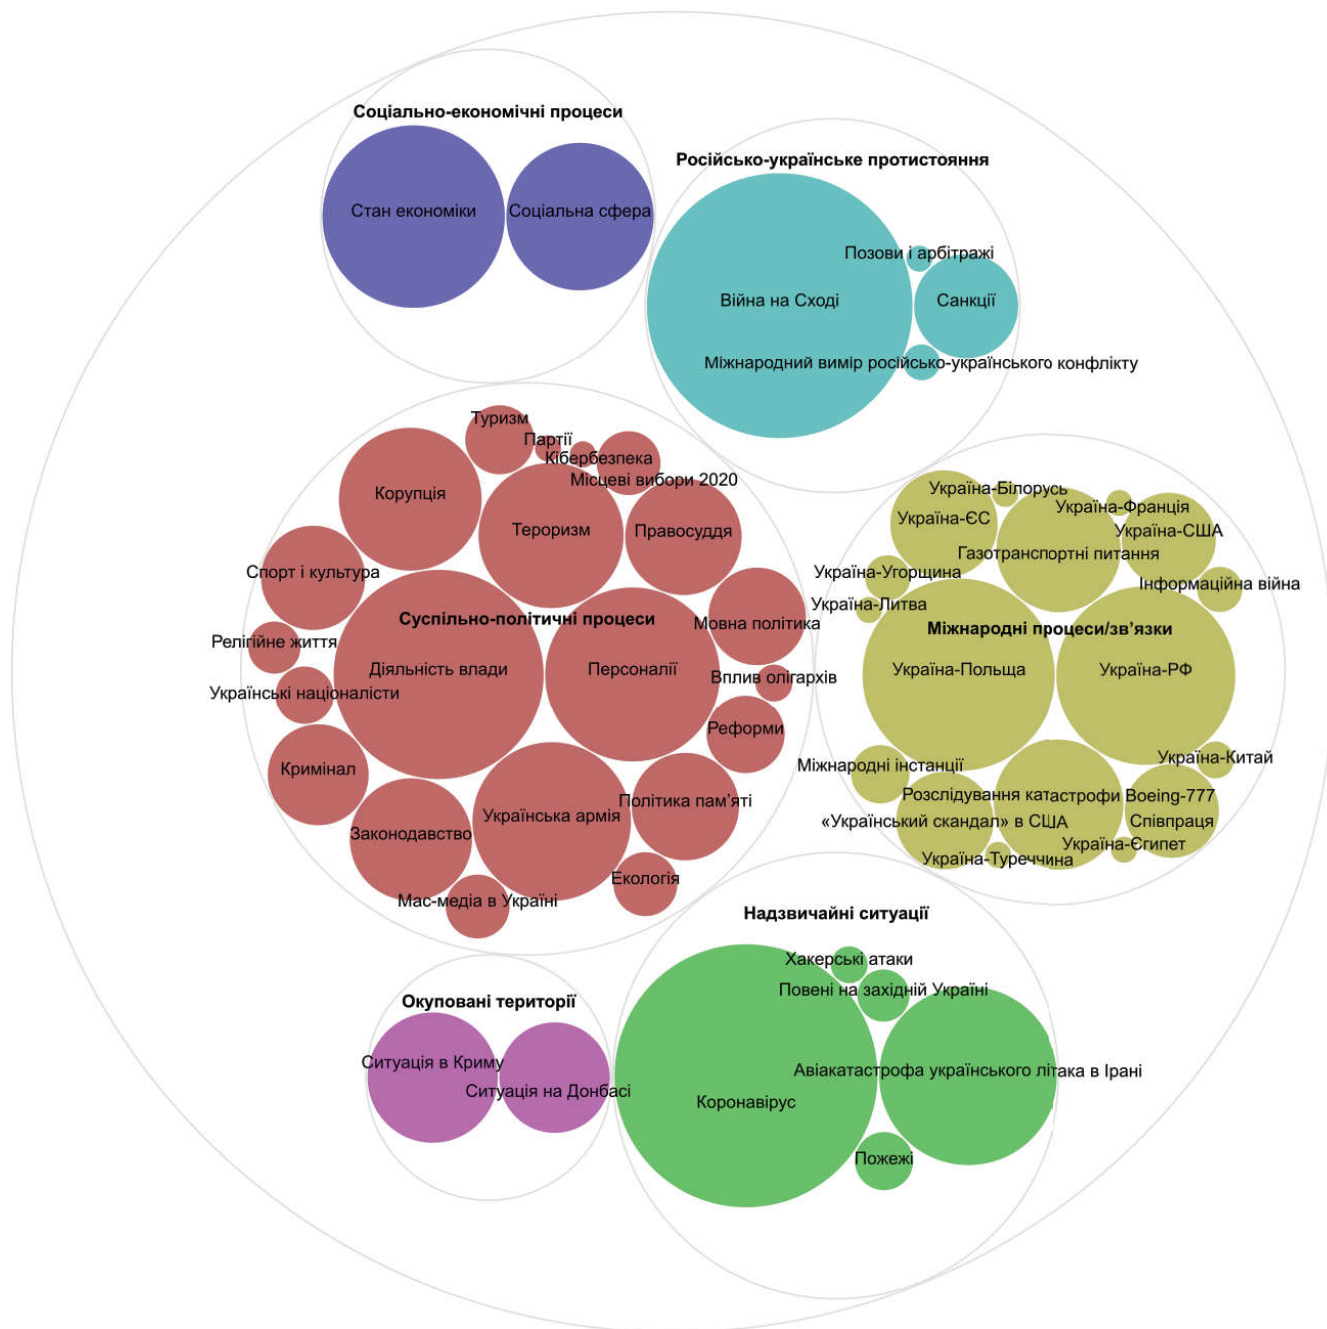 Соціально-економічні процеси
Стан економіки
Соціальна сфера
Російсько-українське протистояння
Позови і арбітражі
Війна на Сході
Санкції
Міжнародний вимір російсько-українського конфлікту
Туризм
Партії
Кібербезпека
Місцеві вибори 2020
Корупція
Тероризм
Правосуддя
Спорт і культура
Суспільно-політичні процеси
Мовна політика
Релігійне життя
Діяльність влади
Персоналії
Вплив олігархів
Українські націоналісти
Реформи
Кримінал
Політика пам’яті
Українська армія
Законодавство
Екологія
Мас-медіа в Україні
Україна-Білорусь
Україна-Франція
Україна-ЄС
Україна-США
Газотранспортні питання
Україна-Угорщина
Інформаційна війна
Україна-Литва
Міжнародні процеси/зв’язки
Україна-Польща
Україна-РФ
Україна-Китай
Міжнародні інстанції
Розслідування катастрофи Boeing-777
«Український скандал» в США
Співпраця
Україна-Єгипет
Україна-Туреччина
Надзвичайні ситуації
Хакерські атаки
Повені на західній Україні
Авіакатастрофа українського літака в Ірані
Коронавірус
Пожежі
Окуповані території
Ситуація в Криму
Ситуація на Донбасі